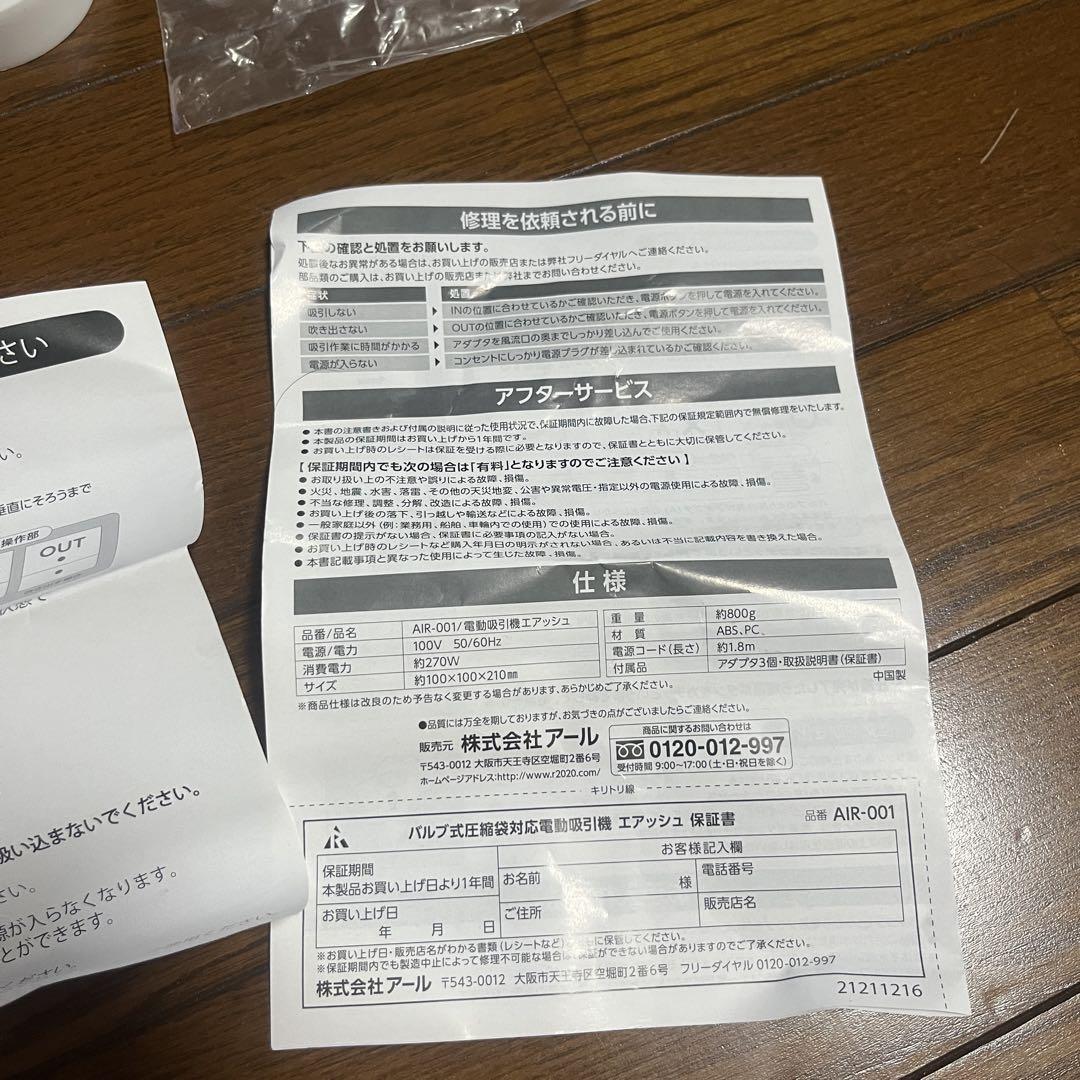 さい
い。
垂直にそろうまで
操作部
OUT
吸い込まないでください。
さい。
源が入らなくなります。
とができます。
ください。
修理を依頼される前に
の確認と処置をお願いします。
処置後なお異常がある場合は、お買い上げの販売店または弊社フリーダイヤルへご連絡ください。
部品類のご購入は、お買い上げの販売店または弊社までお問い合わせください。
症状
処置
吸引しない
▶ INの位置に合わせているかご確認いただき、電源ボタンを押して電源を入れてください。
吹き出さない
▶ OUTの位置に合わせているかご確認いただき、電源ボタンを押して電源を入れてください。
吸引作業に時間がかかる
▶ アダプタを風流口の奥までしっかり差し込んでご使用ください。
電源が入らない
▶ コンセントにしっかり電源プラグが差し込まれているかご確認ください。
アフターサービス
● 本書の注意書きおよび付属の説明に従った使用状況で、保証期間内に故障した場合、下記の保証規定範囲内で無償修理をいたします。
● 本製品の保証期間はお買い上げから1年間です。
● お買い上げ時のレシートは保証を受ける際に必要となりますので、保証書とともに大切に保管してください。
【 保証期間内でも次の場合は「有料」となりますのでご注意ください 】
● お取り扱い上の不注意や誤りによる故障、損傷。
● 火災、地震、水害、落雷、その他の天災地変、公害や異常電圧・指定以外の電源使用による故障、損傷。
● 不当な修理、調整、分解、改造による故障、損傷。
● お買い上げ後の落下、引っ越しや輸送などによる故障、損傷。
● 一般家庭以外(例:業務用、船舶、車輪内での使用)での使用による故障、損傷。
● 保証書の提示がない場合、保証書に必要事項の記入がない場合。
● お買い上げ時のレシートなど購入年月日の明示がされない場合、あるいは不当に記載内容を書き換えた場合。
● 本書記載事項と異なった使用によって生じた故障、損傷。
仕様
品番/品名 AIR-001/電動吸引機エアッシュ
電源/電力 100V 50/60Hz
消費電力 約270W
サイズ 約100×100×210㎜
重量 約800g
材質 ABS、PC
電源コード(長さ) 約1.8m
付属品 アダプタ3個・取扱説明書(保証書)
※商品仕様は改良のため予告なく変更する場合があります、あらかじめご了承ください。
中国製
●品質には万全を期しておりますが、お気づきの点がございましたらご連絡ください。
販売元 株式会社アール
〒543-0012 大阪市天王寺区空堀町2番6号
ホームページアドレス:http://www.r2020.com/
商品に関するお問い合わせは
0120-012-997
受付時間 9:00〜17:00(土・日・祝日を除く)
キリトリ線
バルブ式圧縮袋対応電動吸引機 エアッシュ 保証書
品番 AIR-001
お客様記入欄
保証期間
本製品お買い上げ日より1年間
お名前 様
電話番号
お買い上げ日
年 月 日
ご住所
販売店名
※お買い上げ日・販売店名がわかる書類(レシートなど)ともに保管してください。
※保証期間内でも製造中止によって修理不可能な場合は、保証ができない場合がありますのでご了承ください。
株式会社アール 〒543-0012 大阪市天王寺区空堀町2番6号 フリーダイヤル 0120-012-997
21211216